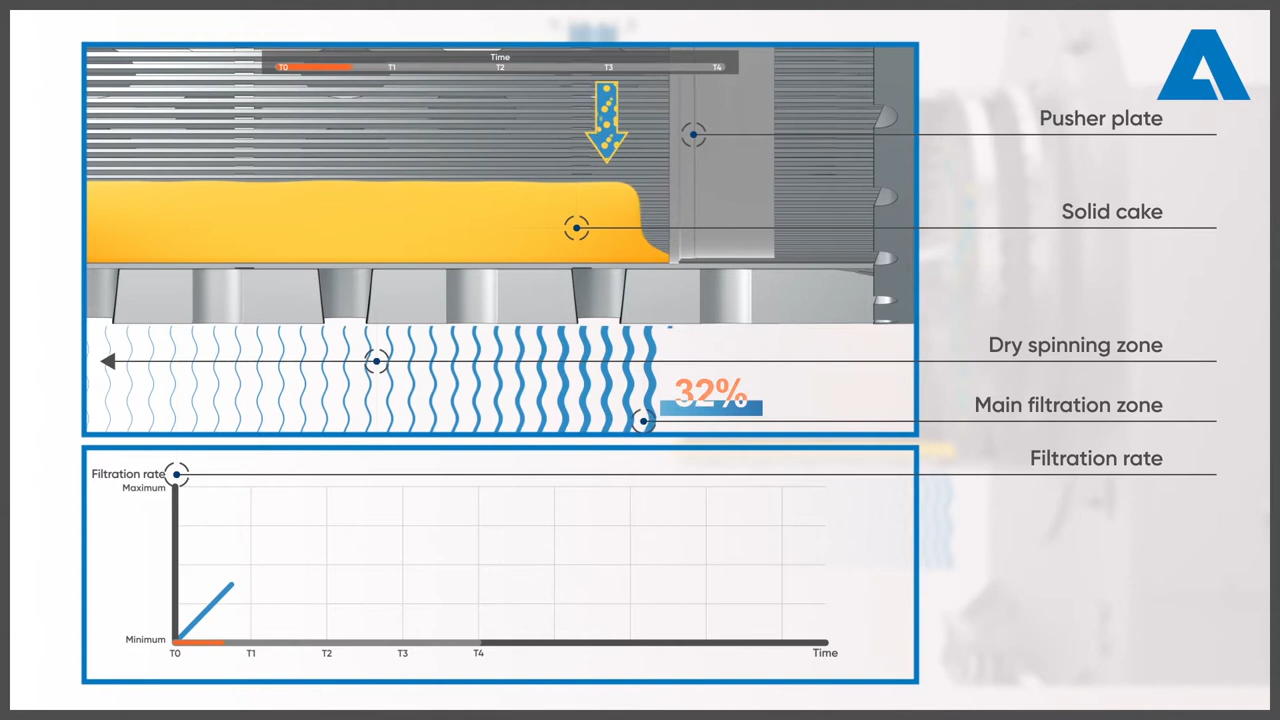 Time
T0 T1 T2 T3 T4
Pusher plate
Solid cake
Dry spinning zone
32%
Main filtration zone
Filtration rate
Filtration rate
Maximum
Minimum
T0 T1 T2 T3 T4 Time